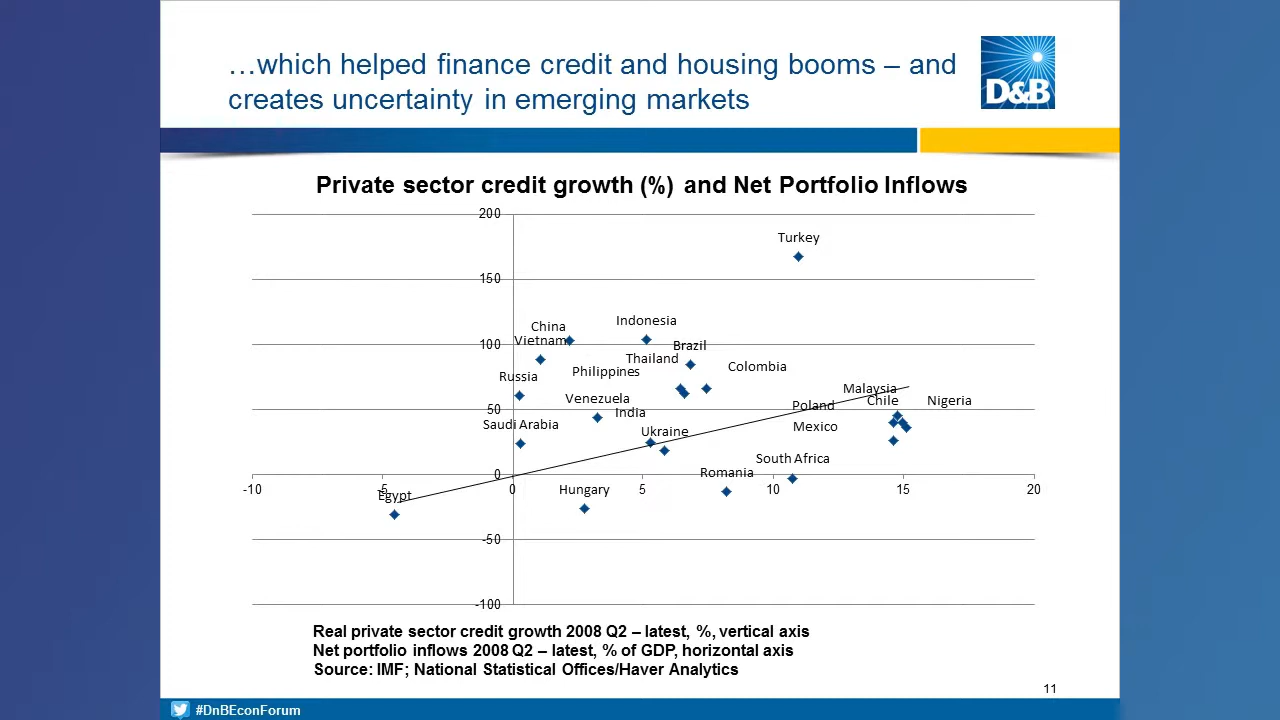 …which helped finance credit and housing booms – and
creates uncertainty in emerging markets
D&B
Private sector credit growth (%) and Net Portfolio Inflows
200
Turkey
150
China
Indonesia
Vietnam
100
Brazil
Thailand
Colombia
Philippines
Russia
Malaysia
Venezuela
Chile
Nigeria
50
Poland
India
Saudi Arabia
Mexico
Ukraine
South Africa
Romania
0
-10
-5
0
5
10
15
20
Egypt
Hungary
-50
-100
Real private sector credit growth 2008 Q2 – latest, %, vertical axis
Net portfolio inflows 2008 Q2 – latest, % of GDP, horizontal axis
Source: IMF; National Statistical Offices/Haver Analytics
11
#DnBEconForum